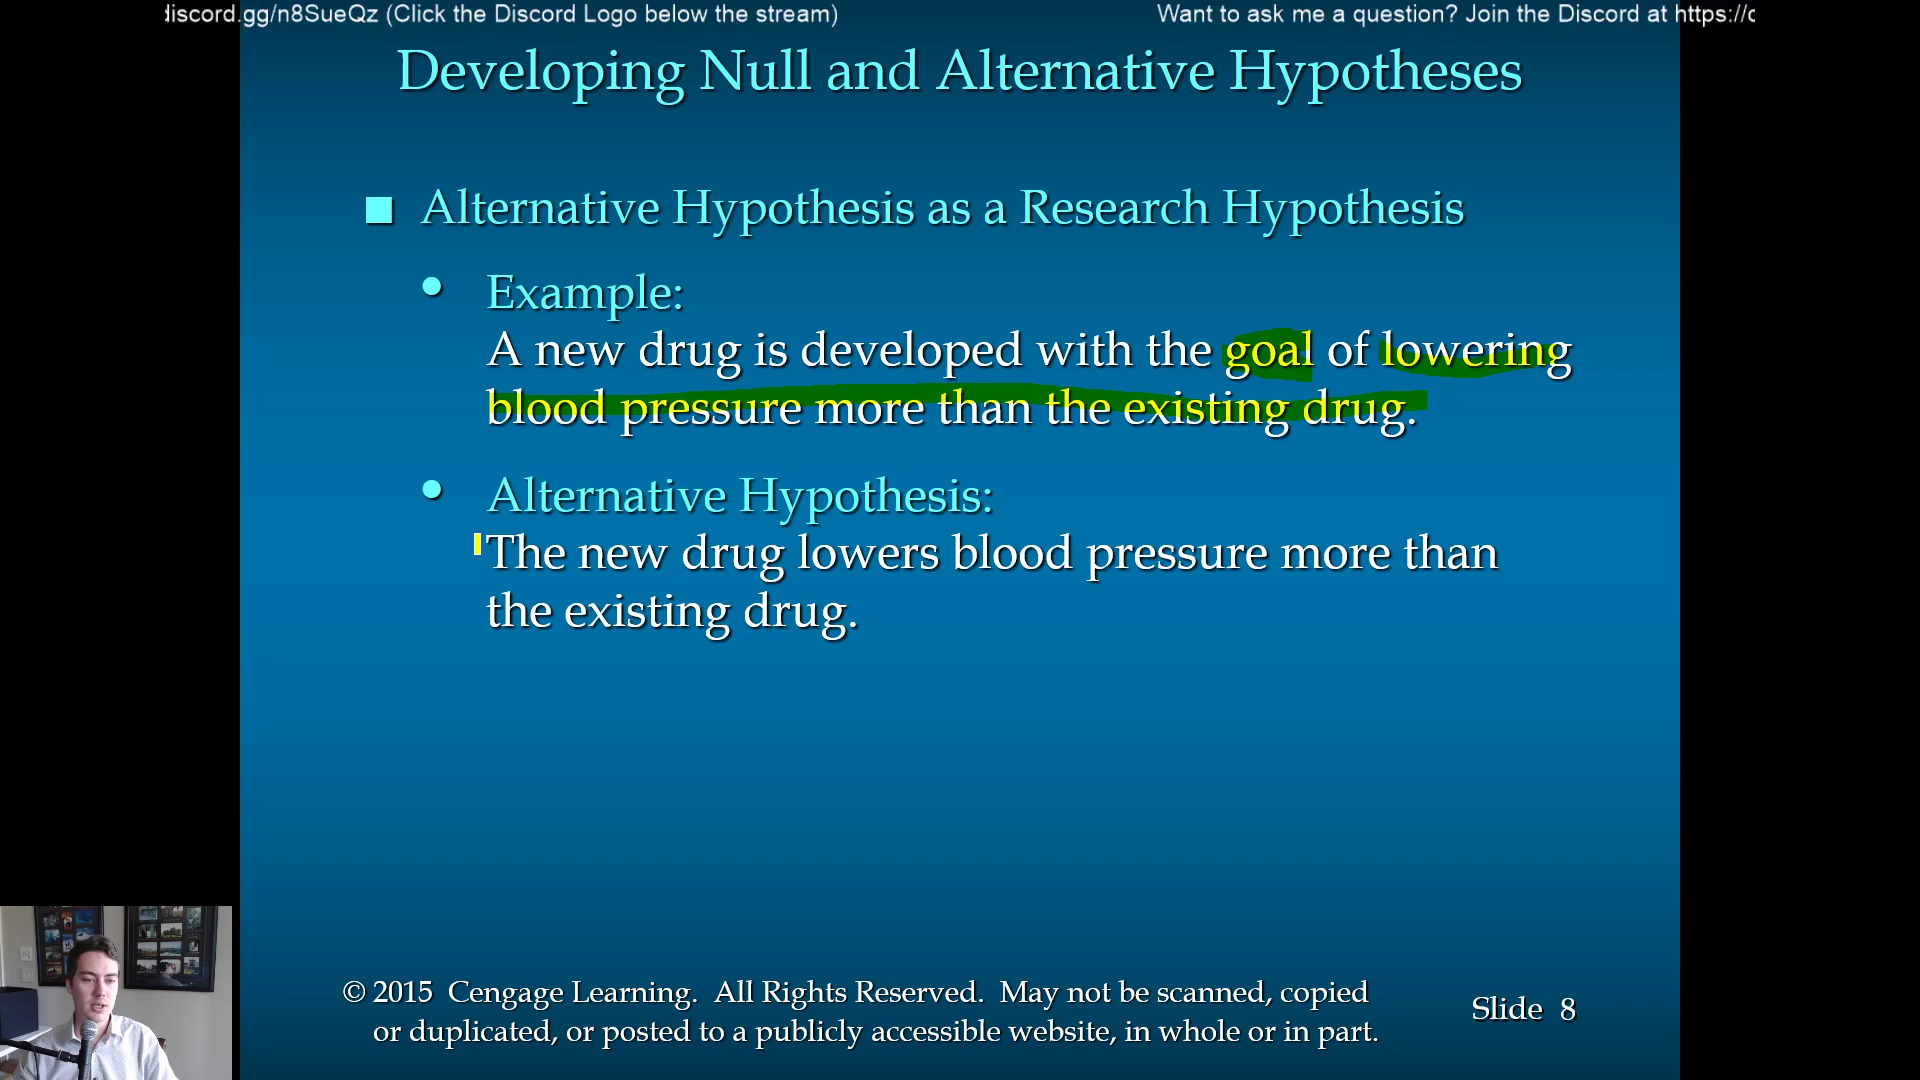 discord.gg/n8SueQz (Click the Discord Logo below the stream) Want to ask me a question? Join the Discord at https://
Developing Null and Alternative Hypotheses
Alternative Hypothesis as a Research Hypothesis
• Example:
A new drug is developed with the goal of lowering
blood pressure more than the existing drug.
• Alternative Hypothesis:
The new drug lowers blood pressure more than
the existing drug.
© 2015 Cengage Learning. All Rights Reserved. May not be scanned, copied
or duplicated, or posted to a publicly accessible website, in whole or in part.
Slide 8